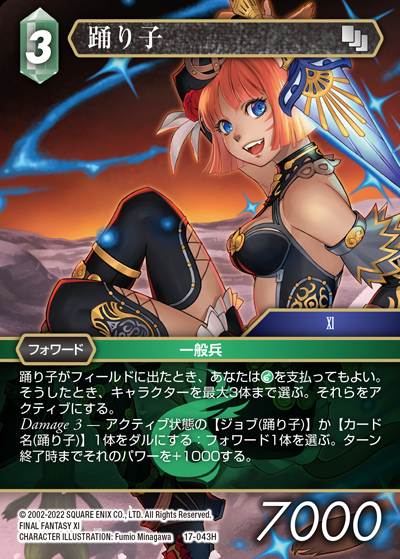 3
踊り子
XI
フォワード
一般兵
踊り子がフィールドに出たとき、あなたは を支払ってもよい。
そうしたとき、キャラクターを最大3体まで選ぶ。それらをア
クティブにする。
Damage 3 ― アクティブ状態の【ジョブ(踊り子)】か【カード
名(踊り子)】1体をダルにする：フォワード1体を選ぶ。ターン
終了時までそれのパワーを+1000する。
© 2002-2022 SQUARE ENIX CO., LTD. All Rights Reserved.
FINAL FANTASY XI
CHARACTER ILLUSTRATION: Fumio Minagawa
17-043H
7000